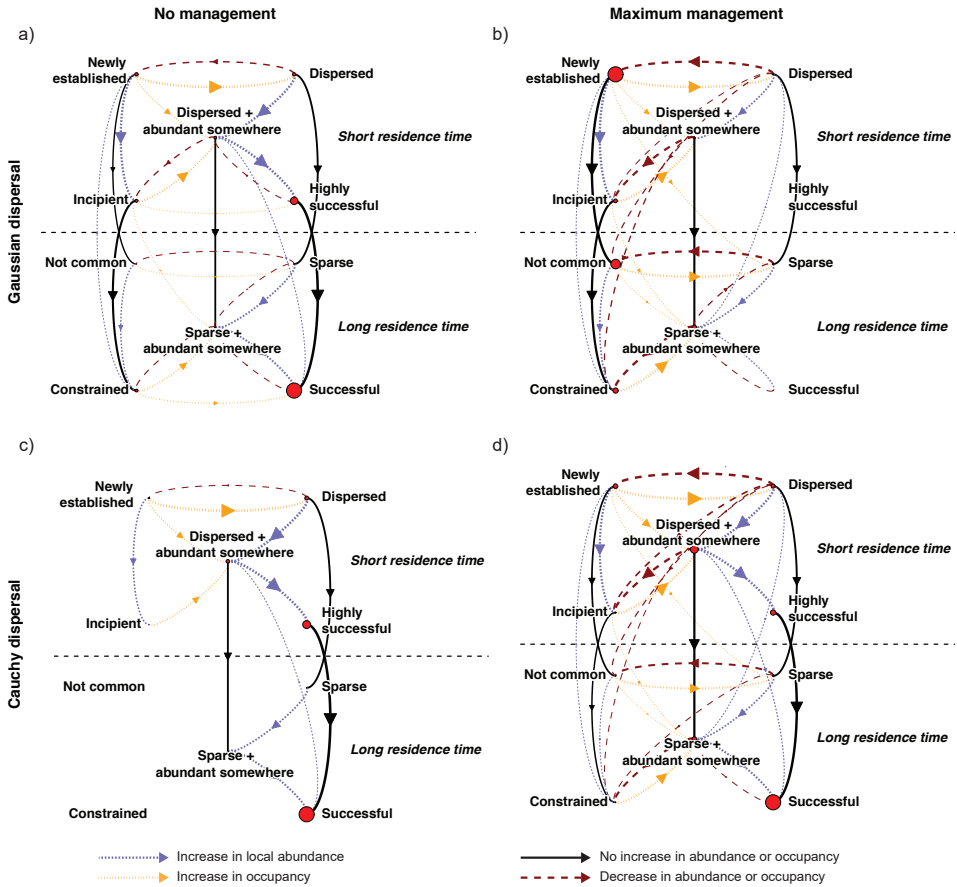 No management
Maximum management
a)
b)
Newly
established
Dispersed
Dispersed +
abundant somewhere
Short residence time
Incipient
Highly
successful
Not common
Sparse
Sparse +
abundant somewhere
Long residence time
Constrained
Successful
Gaussian dispersal
Newly
established
Dispersed
Dispersed +
abundant somewhere
Short residence time
Incipient
Highly
successful
Not common
Sparse
Sparse +
abundant somewhere
Long residence time
Constrained
Successful
c)
d)
Newly
established
Dispersed
Dispersed +
abundant somewhere
Short residence time
Incipient
Highly
successful
Not common
Sparse
Sparse +
abundant somewhere
Long residence time
Constrained
Successful
Cauchy dispersal
Newly
established
Dispersed
Dispersed +
abundant somewhere
Short residence time
Incipient
Highly
successful
Not common
Sparse
Sparse +
abundant somewhere
Long residence time
Constrained
Successful
Increase in local abundance
Increase in occupancy
No increase in abundance or occupancy
Decrease in abundance or occupancy